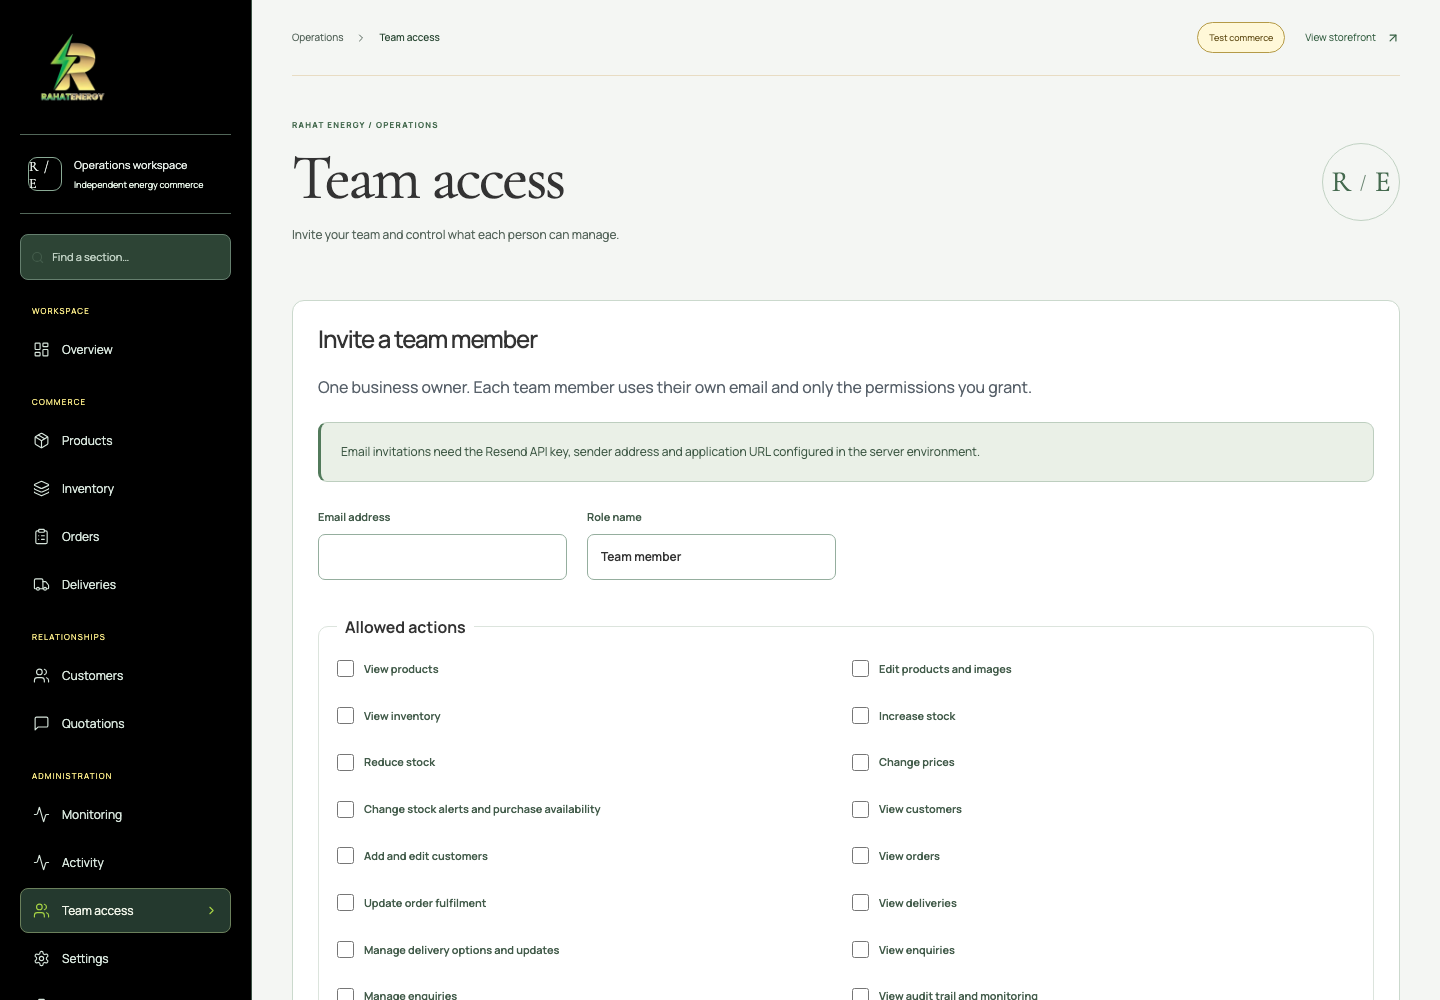 RAHATENERGY
R /
E
Operations workspace
Independent energy commerce
Find a section...
WORKSPACE
Overview
COMMERCE
Products
Inventory
Orders
Deliveries
RELATIONSHIPS
Customers
Quotations
ADMINISTRATION
Monitoring
Activity
Team access
Settings
Operations
Team access
Test commerce
View storefront
RAHAT ENERGY / OPERATIONS
Team access
R / E
Invite your team and control what each person can manage.
Invite a team member
One business owner. Each team member uses their own email and only the permissions you grant.
Email invitations need the Resend API key, sender address and application URL configured in the server environment.
Email address
Role name
Team member
Allowed actions
View products
Edit products and images
View inventory
Increase stock
Reduce stock
Change prices
Change stock alerts and purchase availability
View customers
Add and edit customers
View orders
Update order fulfilment
View deliveries
Manage delivery options and updates
View enquiries
Manage enquiries
View audit trail and monitoring